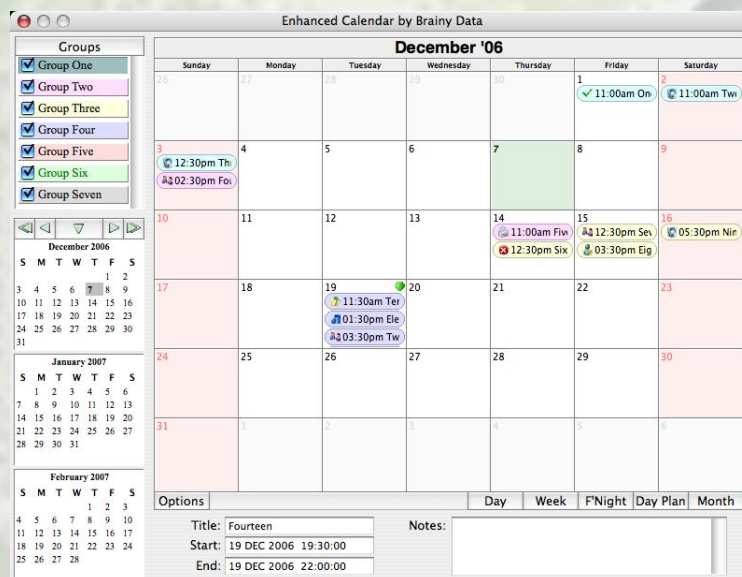 Enhanced Calendar by Brainy Data
Groups
Group One
Group Two
Group Three
Group Four
Group Five
Group Six
Group Seven
December 2006
S M T W T F S
1 2
3 4 5 6 7 8 9
10 11 12 13 14 15 16
17 18 19 20 21 22 23
24 25 26 27 28 29 30
31
January 2007
S M T W T F S
1 2 3 4 5 6
7 8 9 10 11 12 13
14 15 16 17 18 19 20
21 22 23 24 25 26 27
28 29 30 31
February 2007
S M T W T F S
1 2 3
4 5 6 7 8 9 10
11 12 13 14 15 16 17
18 19 20 21 22 23 24
25 26 27 28
December '06
Sunday Monday Tuesday Wednesday Thursday Friday Saturday
26 27 28 29 30 1 2
11:00am On 11:00am Tw
3 4 5 6 7 8 9
12:30pm Th
02:30pm Fou
10 11 12 13 14 15 16
11:00am Five 12:30pm Sev 05:30pm Nin
12:30pm Six 03:30pm Eig
17 18 19 20 21 22 23
11:30am Ten
01:30pm Ele
03:30pm Tw
24 25 26 27 28 29 30
31 1 2 3 4 5 6
Options Day Week F'Night Day Plan Month
Title: Fourteen Notes:
Start: 19 DEC 2006 19:30:00
End: 19 DEC 2006 22:00:00